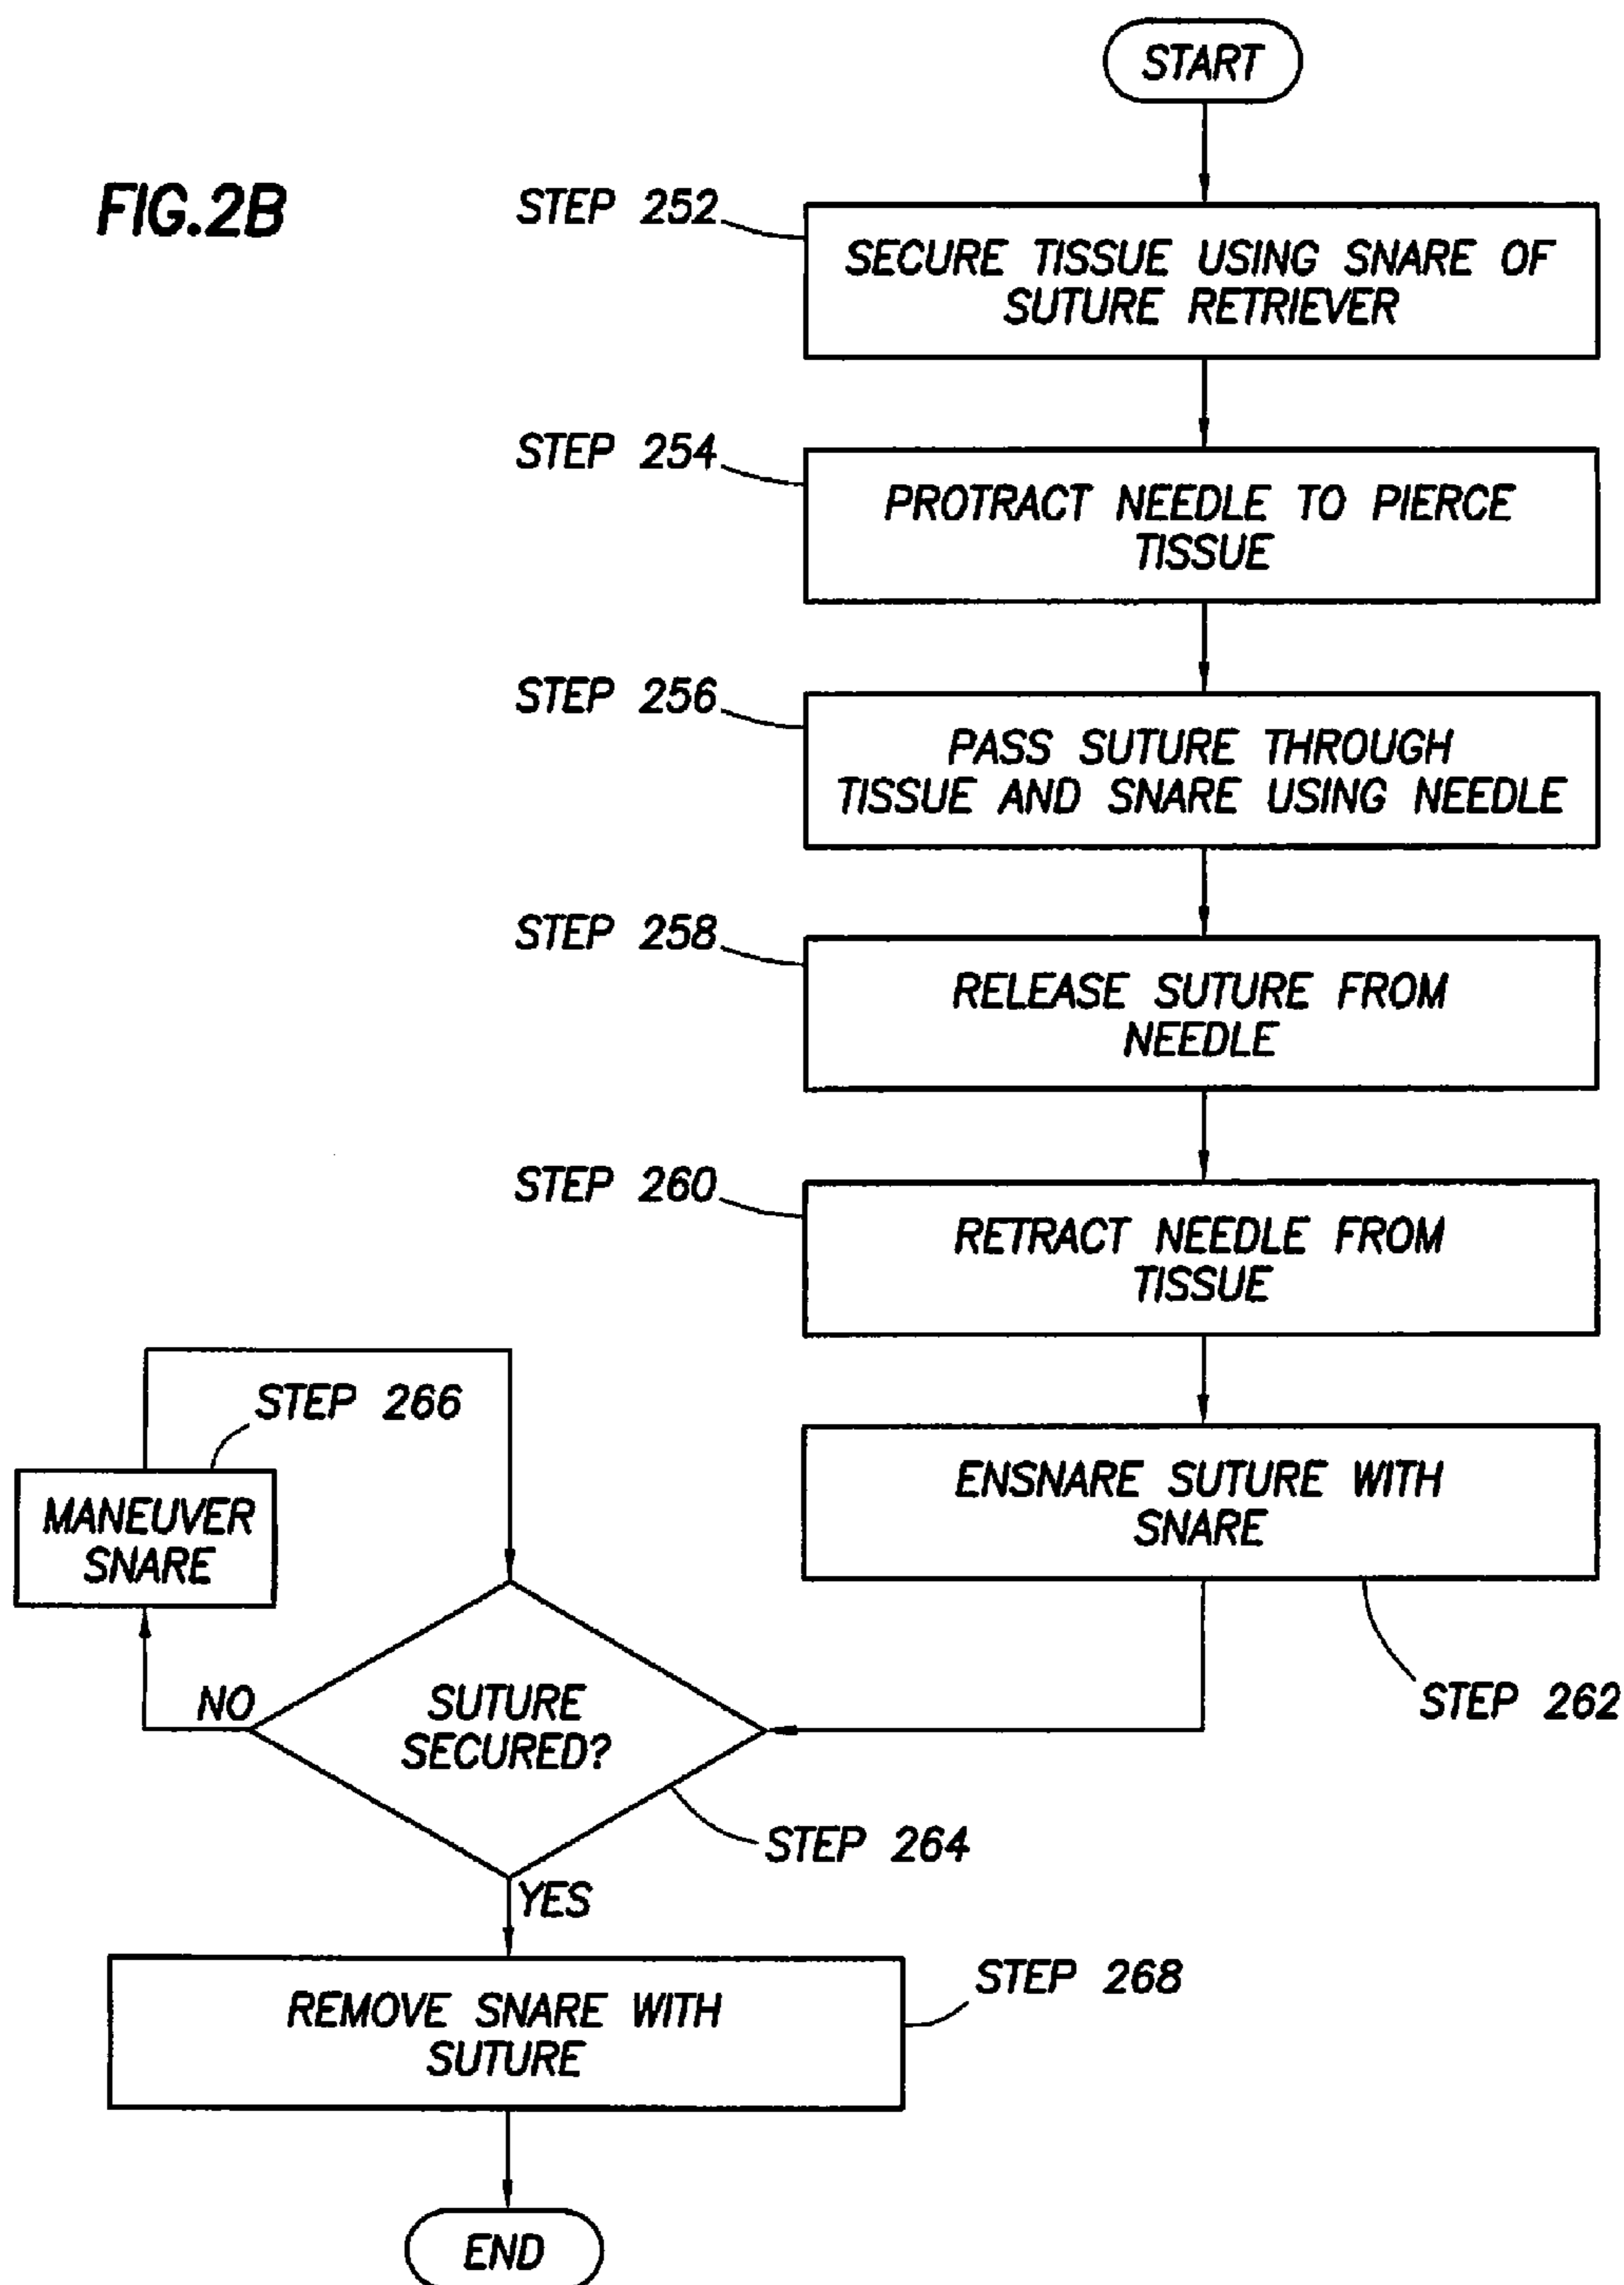 START
FIG.2B
STEP 252
SECURE TISSUE USING SNARE OF
SUTURE RETRIEVER
STEP 254
PROTRACT NEEDLE TO PIERCE
TISSUE
STEP 256
PASS SUTURE THROUGH
TISSUE AND SNARE USING NEEDLE
STEP 258
RELEASE SUTURE FROM
NEEDLE
STEP 260
RETRACT NEEDLE FROM
TISSUE
STEP 262
ENSNARE SUTURE WITH
SNARE
STEP 266
MANEUVER
SNARE
NO
SUTURE
SECURED?
STEP 264
YES
STEP 268
REMOVE SNARE WITH
SUTURE
END